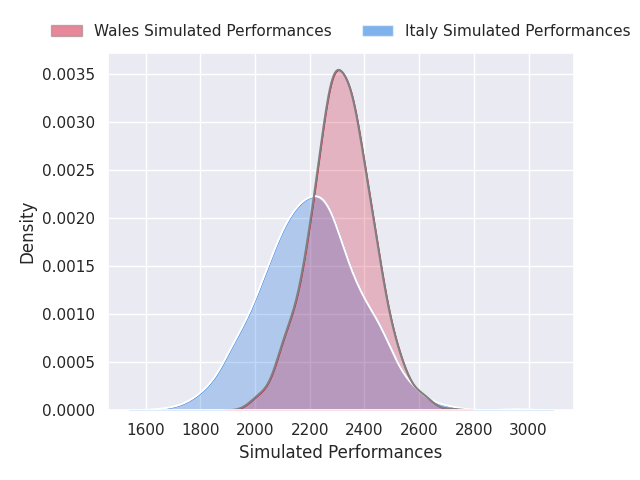 Wales Simulated Performances Italy Simulated Performances
0.0035
0.0030
0.0025
0.0020
0.0015
0.0010
0.0005
0.0000
Density
1600 1800 2000 2200 2400 2600 2800 3000
Simulated Performances